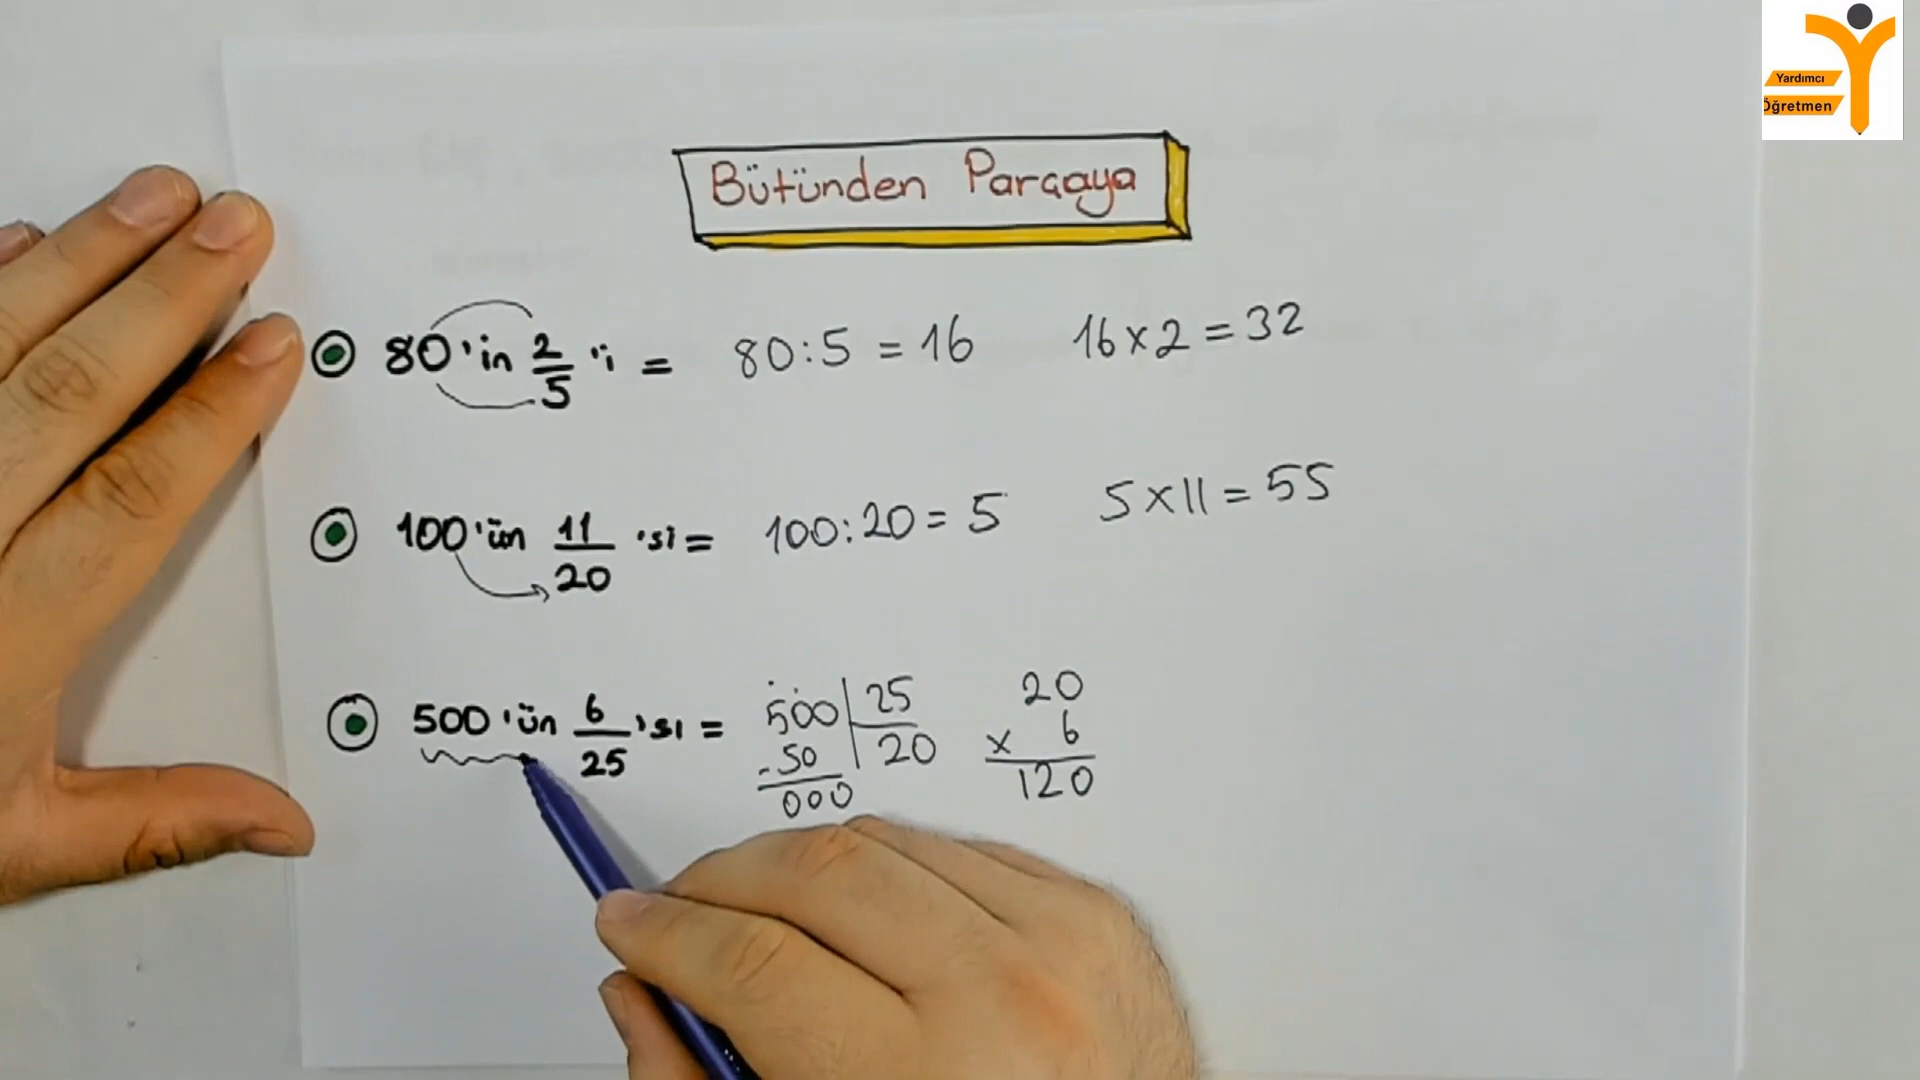 Yardımcı
Öğretmen
Bütünden Parçaya
80'in 2/5 'i = 80:5 = 16 16x2 = 32
100'ün 11/20 'si = 100:20 = 5 5x11 = 55
500'ün 6/25 'sı = 500 | 25 20
-50 | 20 x 6
000 120